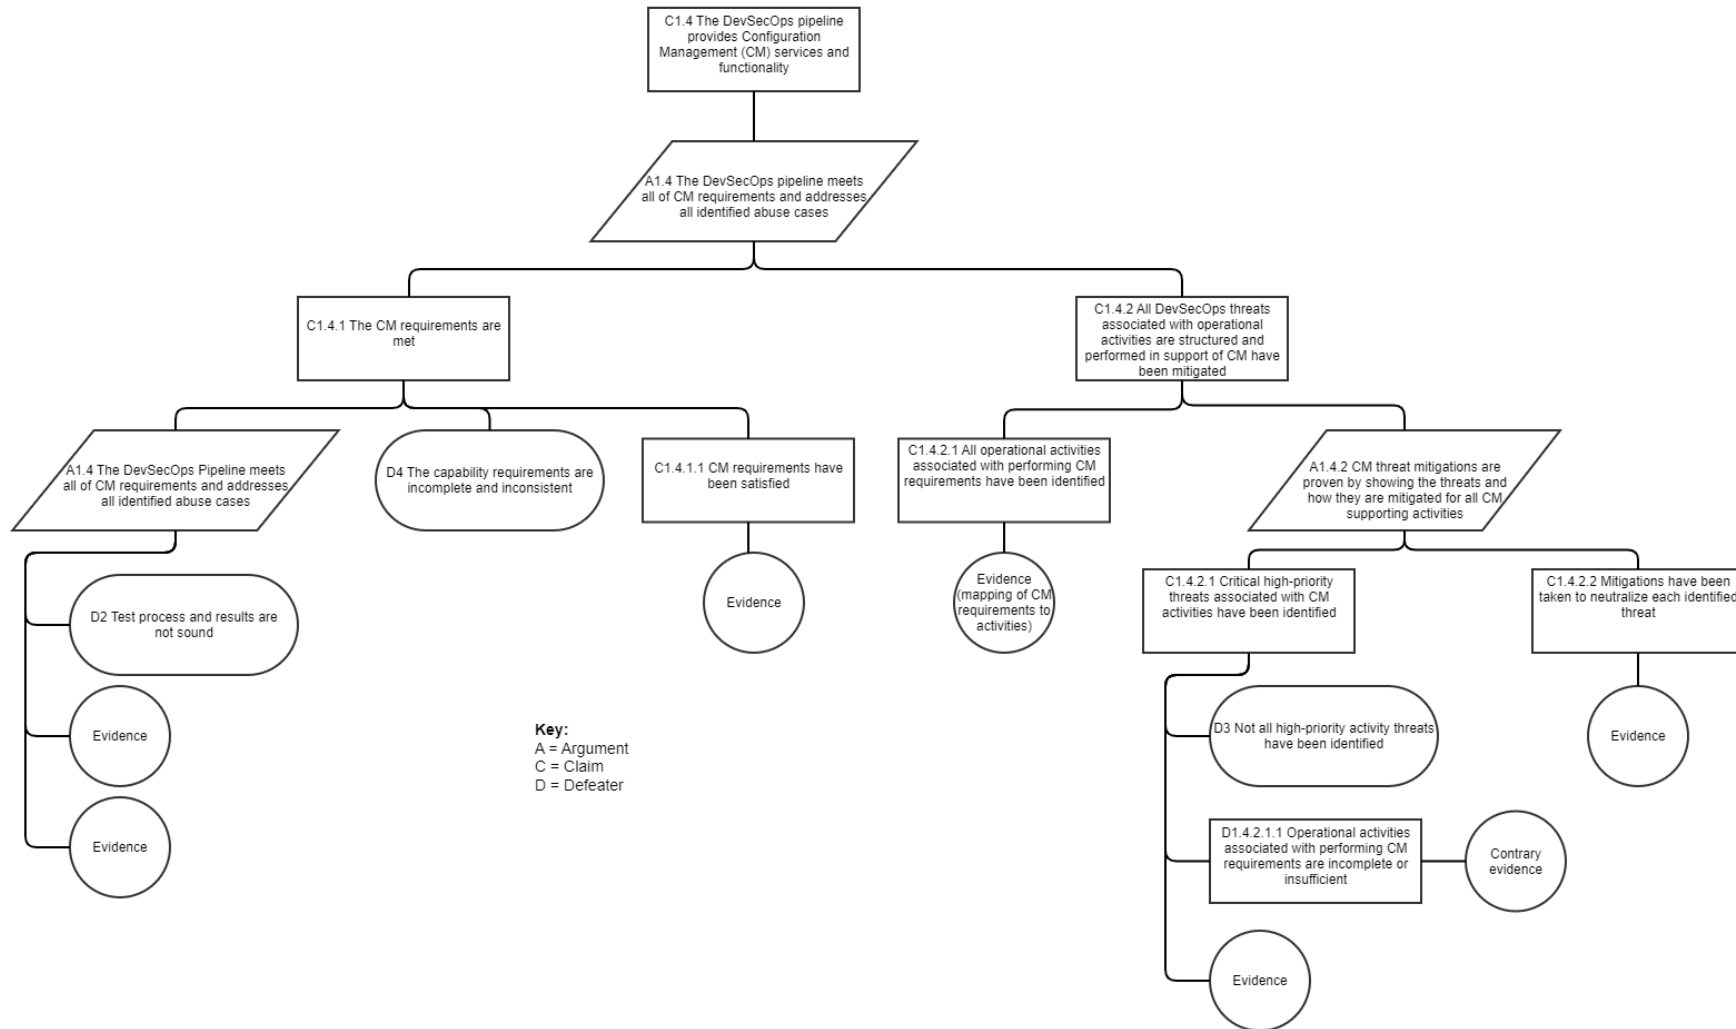 C1.4 The DevSecOps pipeline
provides Configuration
Management (CM) services and
functionality
A1.4 The DevSecOps pipeline meets
all of CM requirements and addresses
all identified abuse cases
C1.4.1 The CM requirements are
met
C1.4.2 All DevSecOps threats
associated with operational
activities are structured and
performed in support of CM have
been mitigated
A1.4 The DevSecOps Pipeline meets
all of CM requirements and addresses
all identified abuse cases
D4 The capability requirements are
incomplete and inconsistent
C1.4.1.1 CM requirements have
been satisfied
C1.4.2.1 All operational activities
associated with performing CM
requirements have been identified
A1.4.2 CM threat mitigations are
proven by showing the threats and
how they are mitigated for all CM
supporting activities
D2 Test process and results are
not sound
Evidence
Evidence
(mapping of CM
requirements to
activities)
C1.4.2.1 Critical high-priority
threats associated with CM
activities have been identified
C1.4.2.2 Mitigations have been
taken to neutralize each identified
threat
Evidence
Evidence
Key:
A = Argument
C = Claim
D = Defeater
D3 Not all high-priority activity threats
have been identified
Evidence
D1.4.2.1.1 Operational activities
associated with performing CM
requirements are incomplete or
insufficient
Contrary
evidence
Evidence